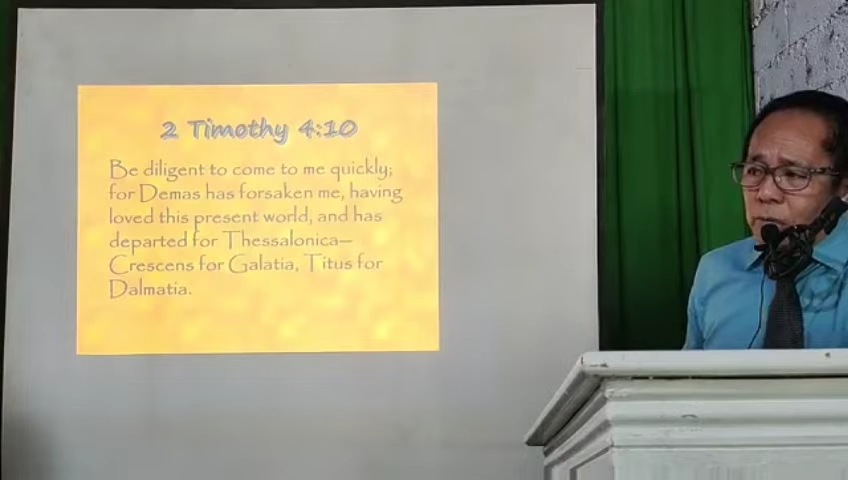 2 Timothy 4:10
Be diligent to come to me quickly;
for Demas has forsaken me, having
loved this present world, and has
departed for Thessalonica—
Crescens for Galatia, Titus for
Dalmatia.